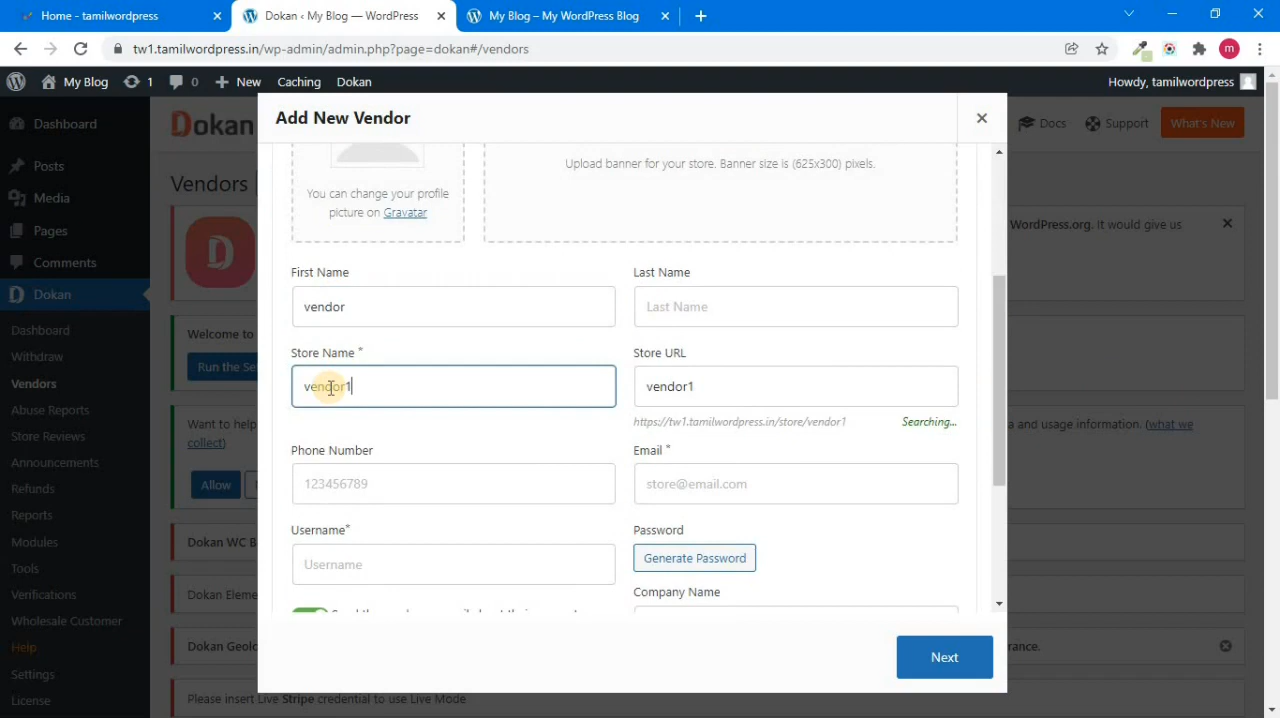 Home - tamilwordpress
Dokan ‹ My Blog — WordPress
My Blog – My WordPress Blog
tw1.tamilwordpress.in/wp-admin/admin.php?page=dokan#/vendors
m
My Blog
1
0
New
Caching
Dokan
Howdy, tamilwordpress
Dashboard
Posts
Media
Pages
Comments
Dokan
Dashboard
Withdraw
Vendors
Abuse Reports
Store Reviews
Announcements
Refunds
Reports
Modules
Tools
Verifications
Wholesale Customer
Help
Settings
License
Dokan
Docs
Support
What's New
Vendors
WordPress.org. It would give us
Welcome to
Run the Se
Want to help
a and usage information. (what we
collect)
Allow
Dokan WC B
Dokan Eleme
Dokan Geolo
rance.
Please insert Live Stripe credential to use Live Mode
Add New Vendor
You can change your profile
picture on Gravatar
Upload banner for your store. Banner size is (625x300) pixels.
First Name
Last Name
vendor
Last Name
Store Name *
Store URL
vendor1
vendor1
https://tw1.tamilwordpress.in/store/vendor1
Searching...
Phone Number
Email *
123456789
store@email.com
Username*
Password
Username
Generate Password
Company Name
Next